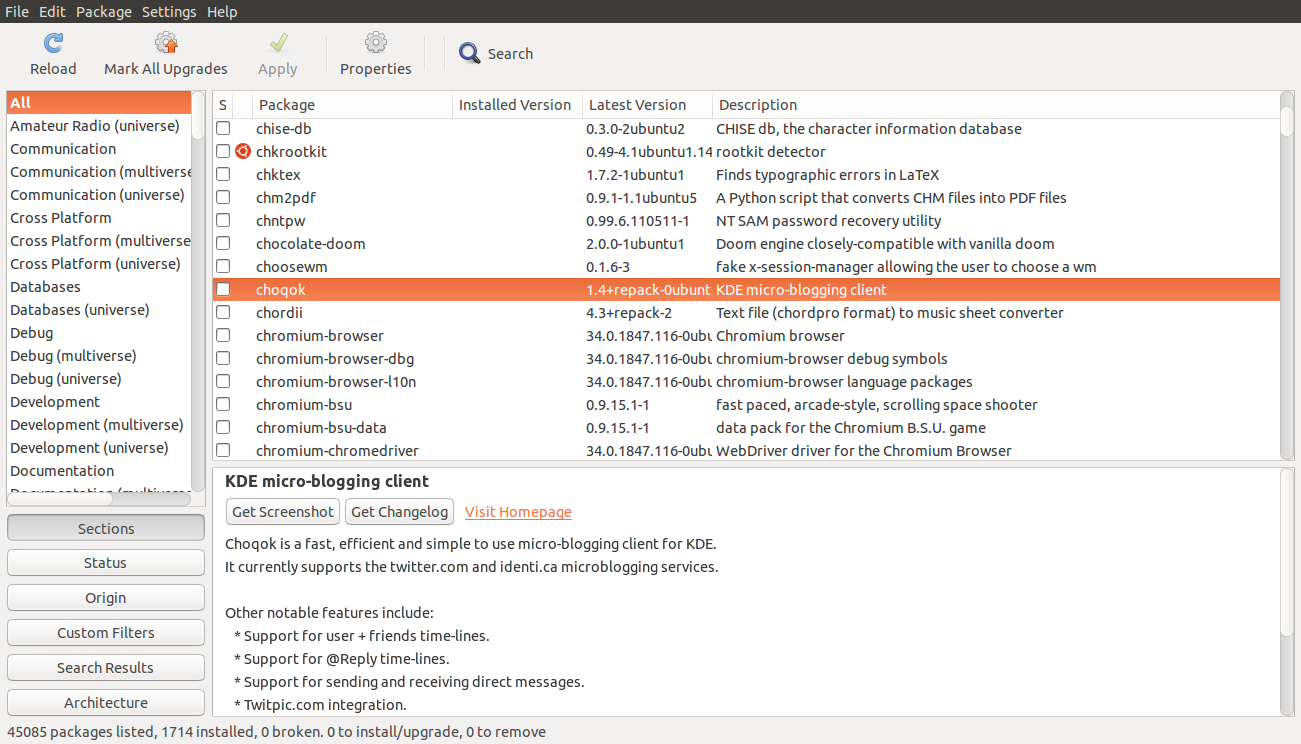 File Edit Package Settings Help
Reload Mark All Upgrades Apply Properties Search
All
Amateur Radio (universe)
Communication
Communication (multiverse
Communication (universe)
Cross Platform
Cross Platform (multiverse
Cross Platform (universe)
Databases
Databases (universe)
Debug
Debug (multiverse)
Debug (universe)
Development
Development (multiverse)
Development (universe)
Documentation
Documentation (multiverse
Sections
Status
Origin
Custom Filters
Search Results
Architecture
S Package Installed Version Latest Version Description
chise-db 0.3.0-2ubuntu2 CHISE db, the character information database
chkrootkit 0.49-4.1ubuntu1.14 rootkit detector
chktex 1.7.2-1ubuntu1 Finds typographic errors in LaTeX
chm2pdf 0.9.1-1.1ubuntu5 A Python script that converts CHM files into PDF files
chntpw 0.99.6.110511-1 NT SAM password recovery utility
chocolate-doom 2.0.0-1ubuntu1 Doom engine closely-compatible with vanilla doom
choosewm 0.1.6-3 fake x-session-manager allowing the user to choose a wm
choqok 1.4+repack-0ubunt KDE micro-blogging client
chordii 4.3+repack-2 Text file (chordpro format) to music sheet converter
chromium-browser 34.0.1847.116-0ubu Chromium browser
chromium-browser-dbg 34.0.1847.116-0ubu chromium-browser debug symbols
chromium-browser-l10n 34.0.1847.116-0ubu chromium-browser language packages
chromium-bsu 0.9.15.1-1 fast paced, arcade-style, scrolling space shooter
chromium-bsu-data 0.9.15.1-1 data pack for the Chromium B.S.U. game
chromium-chromedriver 34.0.1847.116-0ubu WebDriver driver for the Chromium Browser
KDE micro-blogging client
Get Screenshot Get Changelog Visit Homepage
Choqok is a fast, efficient and simple to use micro-blogging client for KDE.
It currently supports the twitter.com and identi.ca microblogging services.
Other notable features include:
* Support for user + friends time-lines.
* Support for @Reply time-lines.
* Support for sending and receiving direct messages.
* Twitpic.com integration.
45085 packages listed, 1714 installed, 0 broken. 0 to install/upgrade, 0 to remove